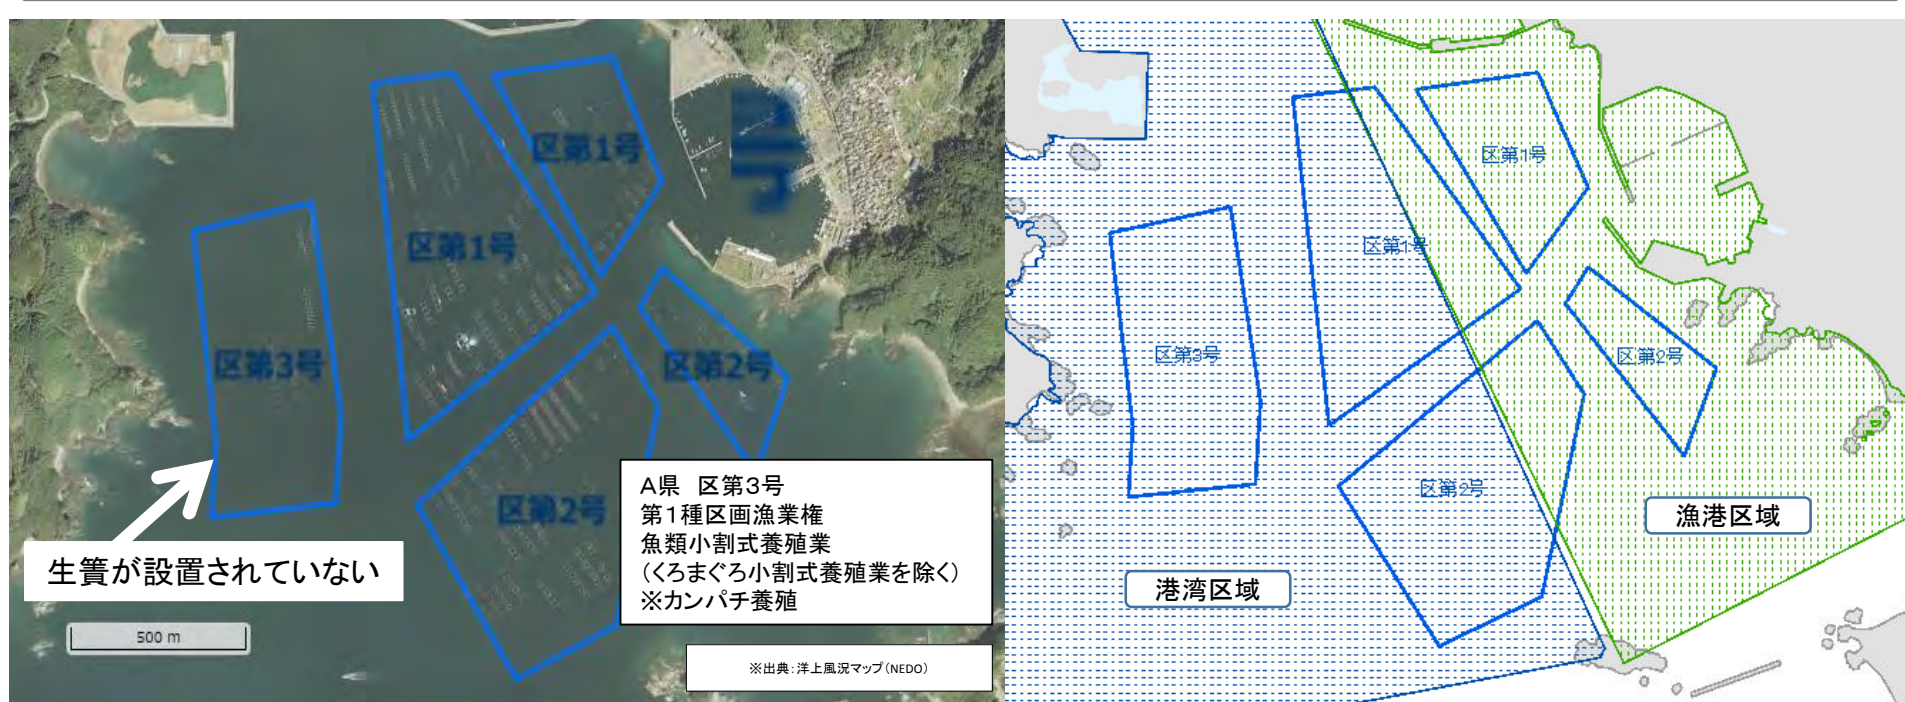 区第1号
区第1号
区第3号
区第2号
区第2号
生簀が設置されていない
A県 区第3号
第1種区画漁業権
魚類小割式養殖業
(くろまぐろ小割式養殖業を除く)
※カンパチ養殖
500 m
※出典:洋上風況マップ(NEDO)
区第1号
区第1号
区第3号
区第2号
区第2号
漁港区域
港湾区域